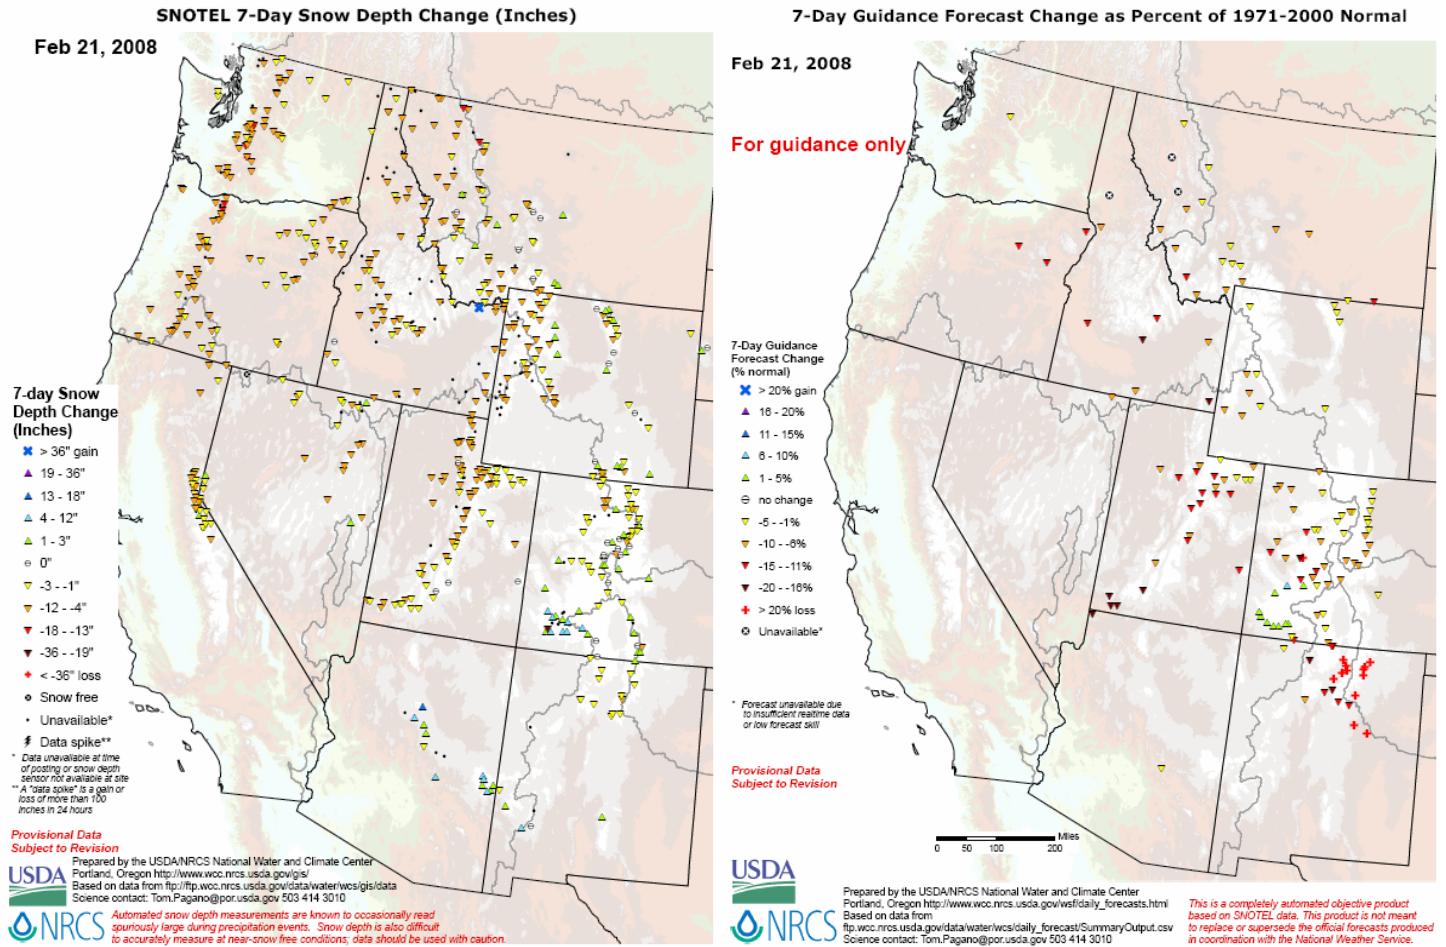 SNOTEL 7-Day Snow Depth Change (Inches)
Feb 21, 2008
7-day Snow
Depth Change
(Inches)
> 36" gain
19 - 36"
13 - 18"
4 - 12"
1 - 3"
0"
-3 - -1"
-12 - -4"
-18 - -13"
-36 - -19"
< -36" loss
Snow free
Unavailable*
Data spike**
* Data unavailable at time
of posting or snow depth
sensor not available at site
** A "data spike" is a gain or
loss of more than 100
inches in 24 hours
Provisional Data
Subject to Revision
USDA
NRCS
Prepared by the USDA/NRCS National Water and Climate Center
Portland, Oregon http://www.wcc.nrcs.usda.gov/gis/
Based on data from ftp://ftp.wcc.nrcs.usda.gov/data/water/wcs/gis/data
Science contact: Tom.Pagano@por.usda.gov 503 414 3010
Automated snow depth measurements are known to occasionally read
spuriously large during precipitation events. Snow depth is also difficult
to accurately measure at near-snow free conditions; data should be used with caution.
7-Day Guidance Forecast Change as Percent of 1971-2000 Normal
Feb 21, 2008
For guidance only
7-Day Guidance
Forecast Change
(% normal)
> 20% gain
16 - 20%
11 - 15%
6 - 10%
1 - 5%
no change
-5 - -1%
-10 - -6%
-15 - -11%
-20 - -16%
> 20% loss
Unavailable*
* Forecast unavailable due
to insufficient realtime data
or low forecast skill
Provisional Data
Subject to Revision
Miles
0 50 100 200
USDA
NRCS
Prepared by the USDA/NRCS National Water and Climate Center
Portland, Oregon http://www.wcc.nrcs.usda.gov/wsf/daily_forecasts.html
Based on data from
ftp.wcc.nrcs.usda.gov/data/water/wcs/daily_forecast/SummaryOutput.csv
Science contact: Tom.Pagano@por.usda.gov 503 414 3010
This is a completely automated objective product
based on SNOTEL data. This product is not meant
to replace or supersede the official forecasts produced
in coordination with the National Weather Service.